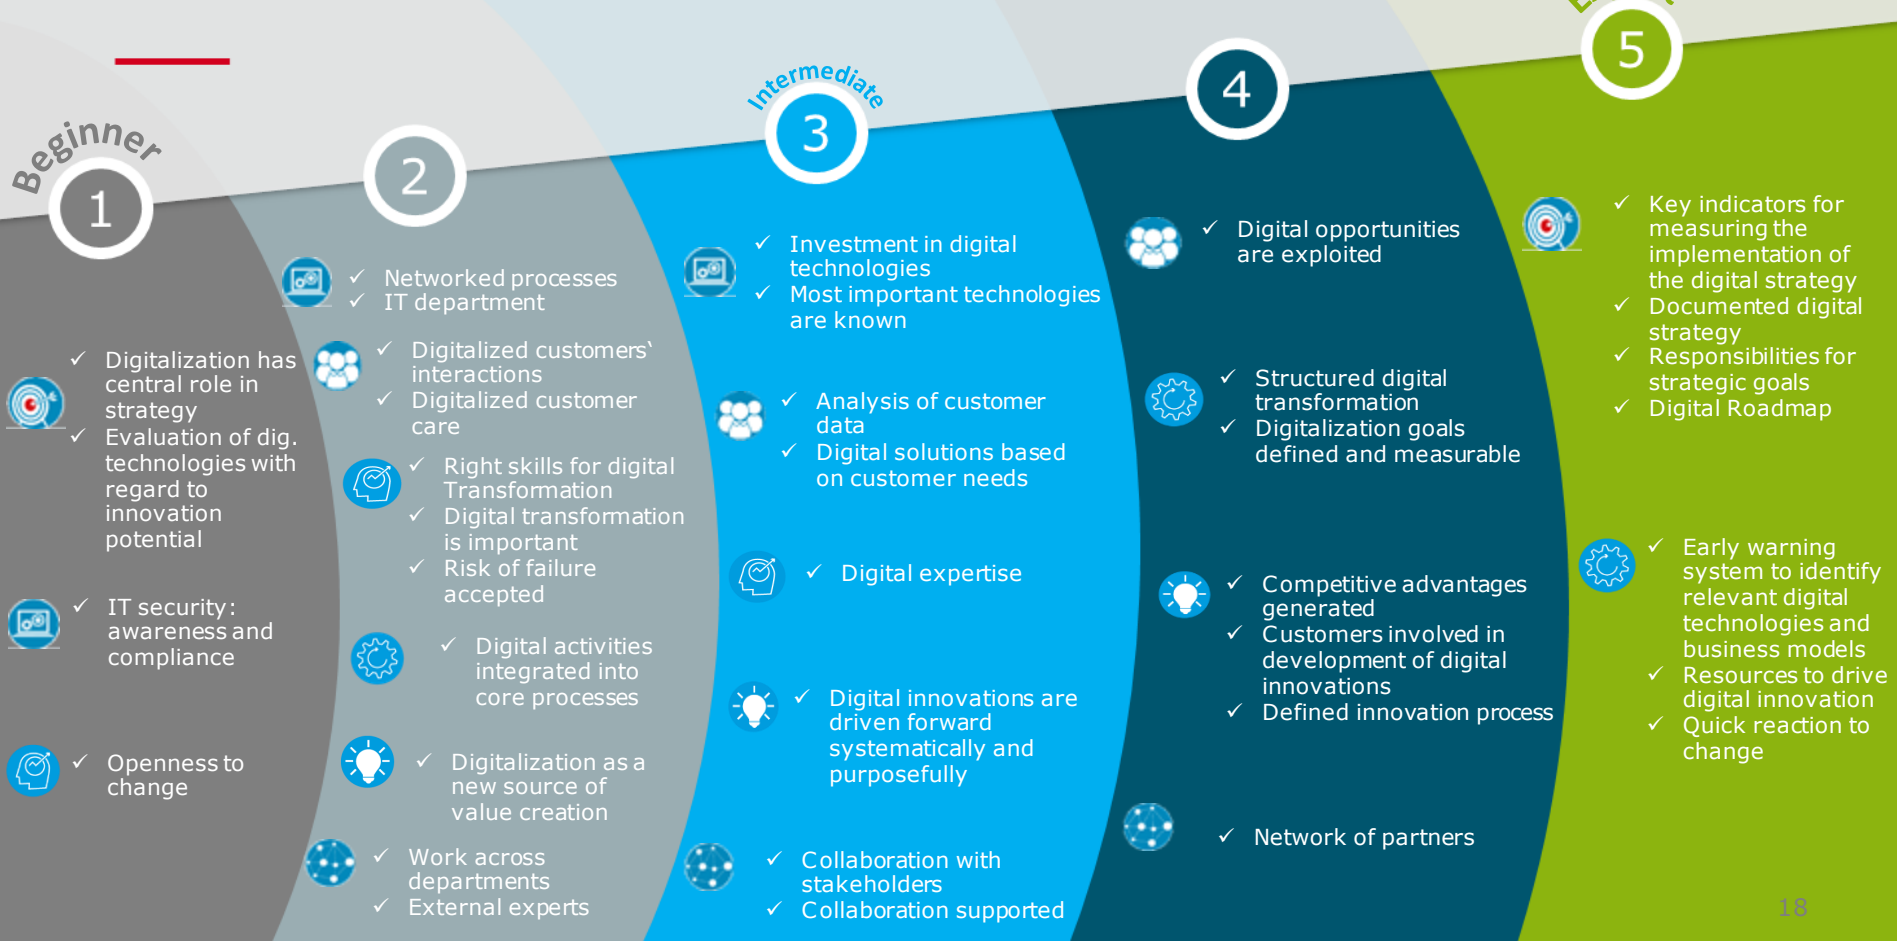 Beginner
1
Digitalization has
central role in
strategy
Evaluation of dig.
technologies with
regard to
innovation
potential
IT security:
awareness and
compliance
Openness to
change
2
Networked processes
IT department
Digitalized customers‘
interactions
Digitalized customer
care
Right skills for digital
Transformation
Digital transformation
is important
Risk of failure
accepted
Digital activities
integrated into
core processes
Digitalization as a
new source of
value creation
Work across
departments
External experts
Intermediate
3
Investment in digital
technologies
Most important technologies
are known
Analysis of customer
data
Digital solutions based
on customer needs
Digital expertise
Digital innovations are
driven forward
systematically and
purposefully
Collaboration with
stakeholders
Collaboration supported
4
Digital opportunities
are exploited
Structured digital
transformation
Digitalization goals
defined and measurable
Competitive advantages
generated
Customers involved in
development of digital
innovations
Defined innovation process
Network of partners
5
Key indicators for
measuring the
implementation of
the digital strategy
Documented digital
strategy
Responsibilities for
strategic goals
Digital Roadmap
Early warning
system to identify
relevant digital
technologies and
business models
Resources to drive
digital innovation
Quick reaction to
change
18